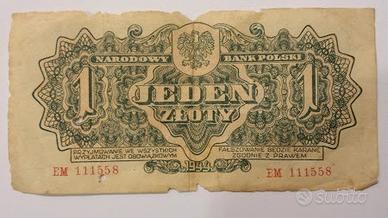 NARODOWY BANK POLSKI
1 JEDEN 1
ZŁOTY
PRZYJMOWANIE WE WSZYSTKICH
WYPŁATACH JEST OBOWIĄZKOWYM
FAŁSZOWANIE BĘDZIE KARANE
ZGODNIE Z PRAWEM
1944
EM 111558 EM 111558
Subito